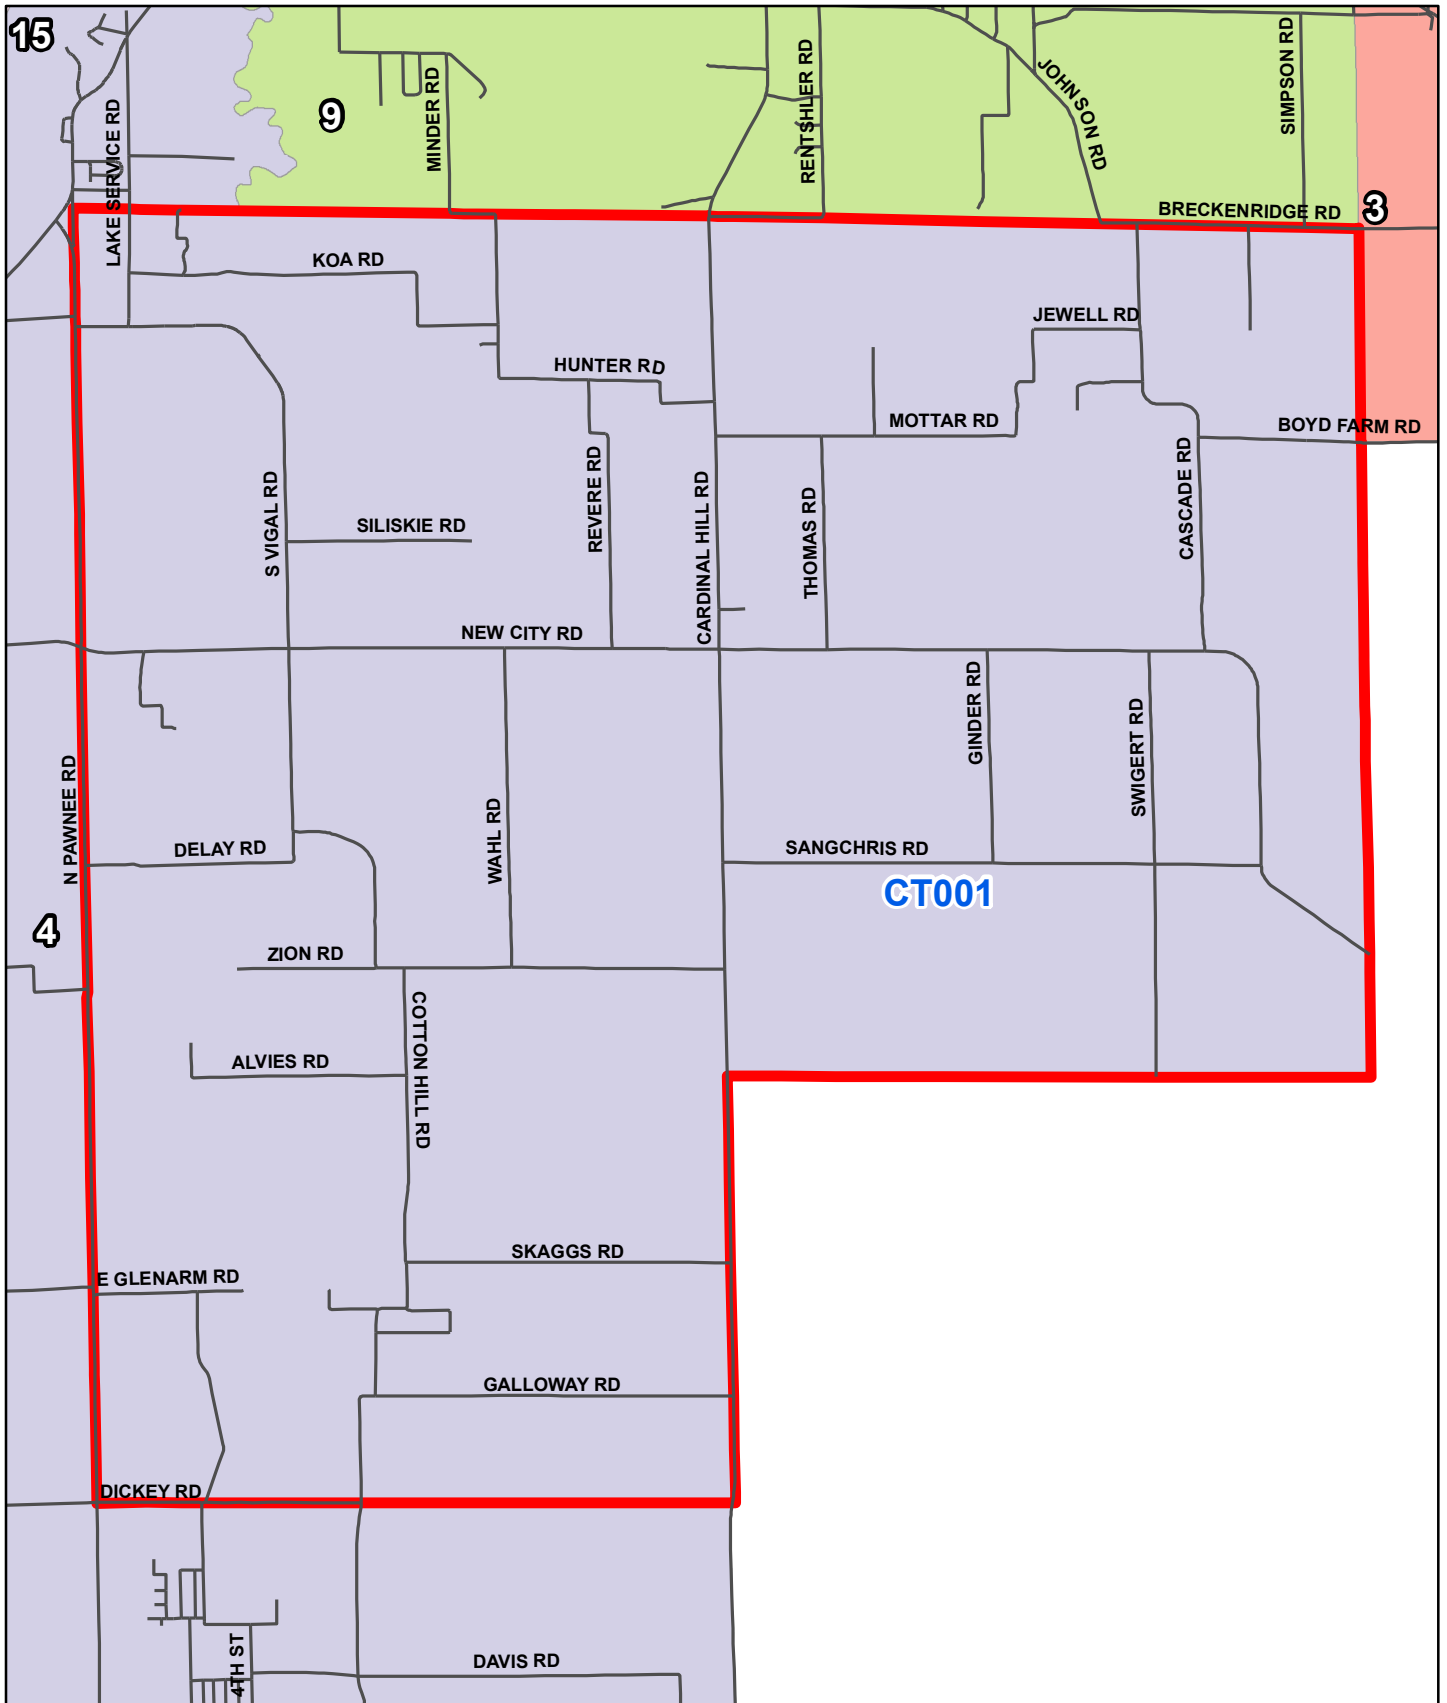 15
LAKE SERVICE RD
9
MINDER RD
RENTSHLER RD
JOHNSON RD
SIMPSON RD
BRECKENRIDGE RD
3
KOA RD
JEWELL RD
HUNTER RD
MOTTAR RD
BOYD FARM RD
S VIGAL RD
SILISKIE RD
REVERE RD
CARDINAL HILL RD
THOMAS RD
CASCADE RD
NEW CITY RD
GINDER RD
SWIGERT RD
N PAWNEE RD
WAHL RD
DELAY RD
SANGCHRIS RD
CT001
4
ZION RD
COTTON HILL RD
ALVIES RD
SKAGGS RD
E GLENARM RD
GALLOWAY RD
DICKEY RD
4TH ST
DAVIS RD